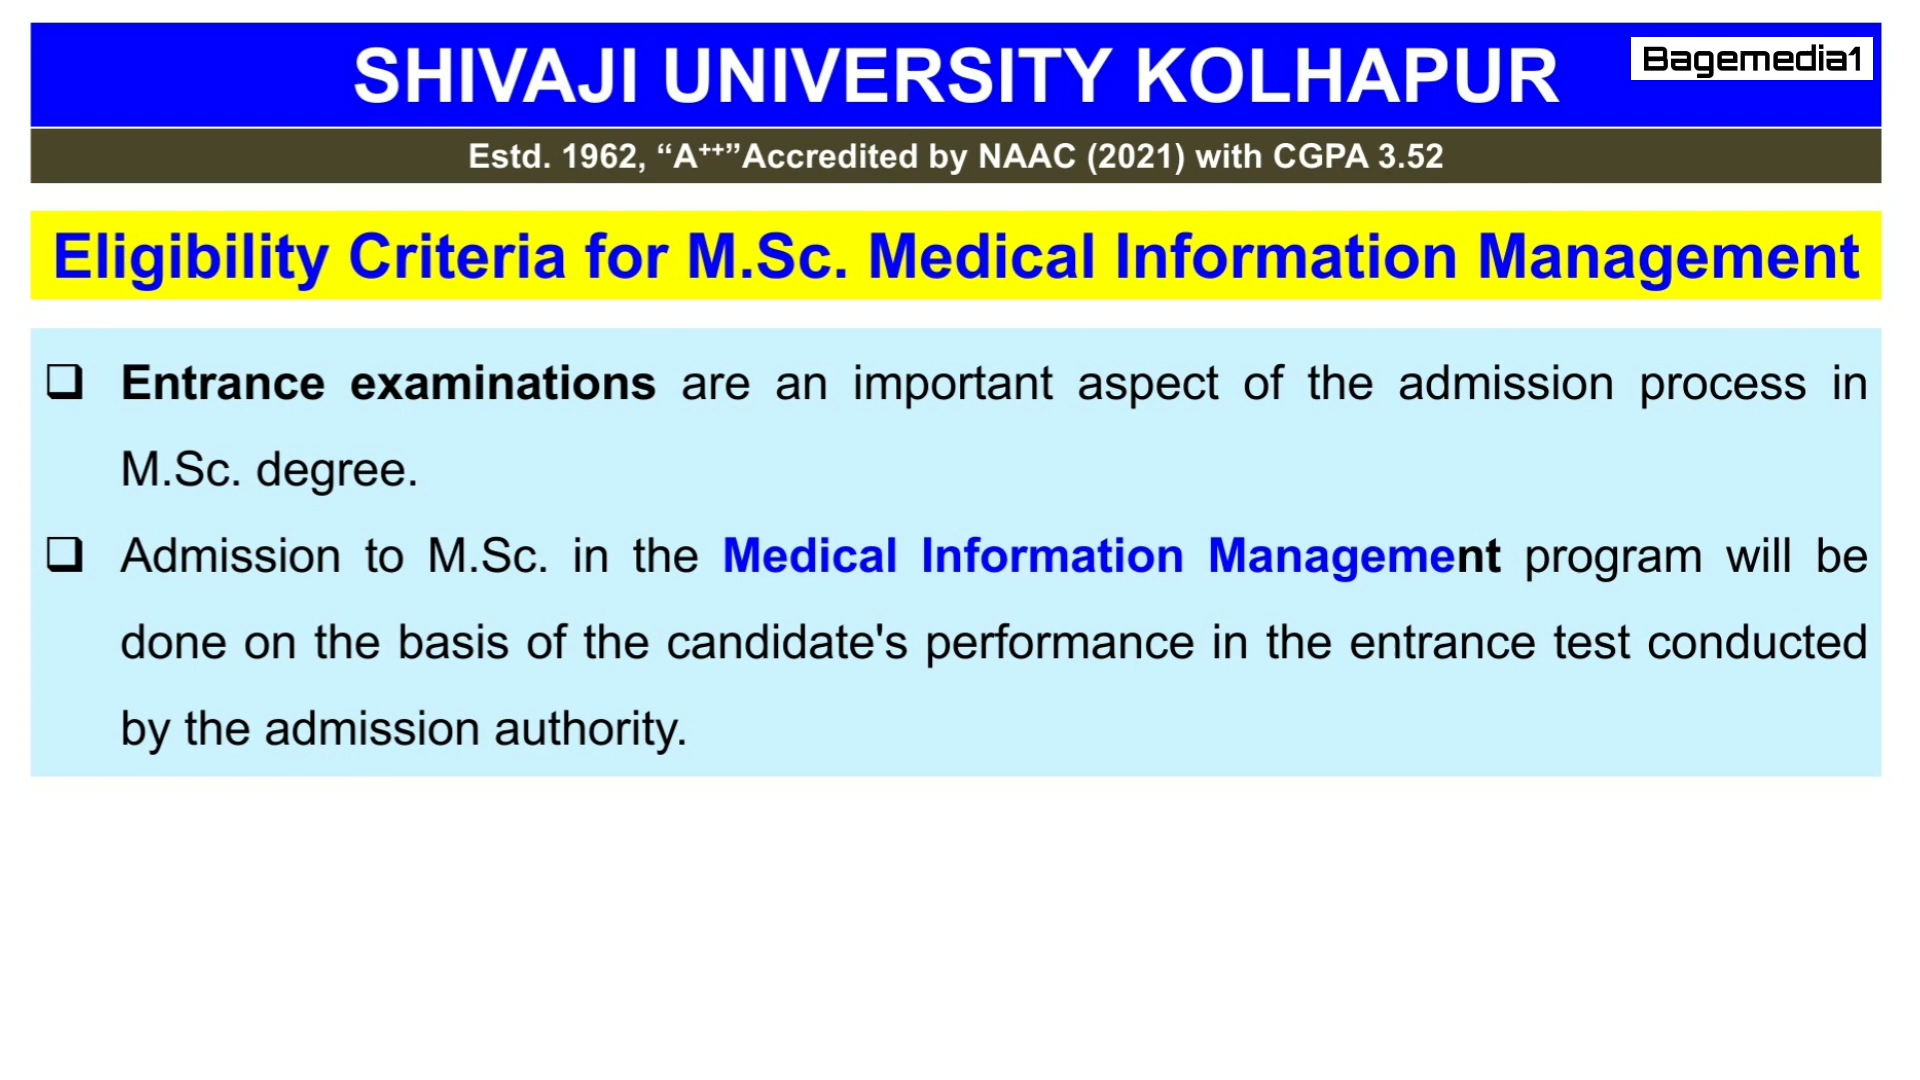 SHIVAJI UNIVERSITY KOLHAPUR
Bagemedia1
Estd. 1962, “A++”Accredited by NAAC (2021) with CGPA 3.52
Eligibility Criteria for M.Sc. Medical Information Management
❑ Entrance examinations are an important aspect of the admission process in
M.Sc. degree.
❑ Admission to M.Sc. in the Medical Information Management program will be
done on the basis of the candidate's performance in the entrance test conducted
by the admission authority.